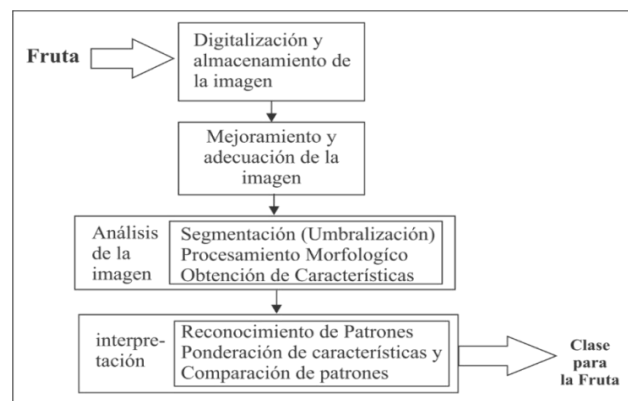 Fruta
Digitalización y
almacenamiento de
la imagen
Mejoramiento y
adecuación de la
imagen
Análisis
de la
imagen
Segmentación (Umbralización)
Procesamiento Morfologíco
Obtención de Características
interpre-
tación
Reconocimiento de Patrones
Ponderación de características y
Comparación de patrones
Clase
para
la Fruta